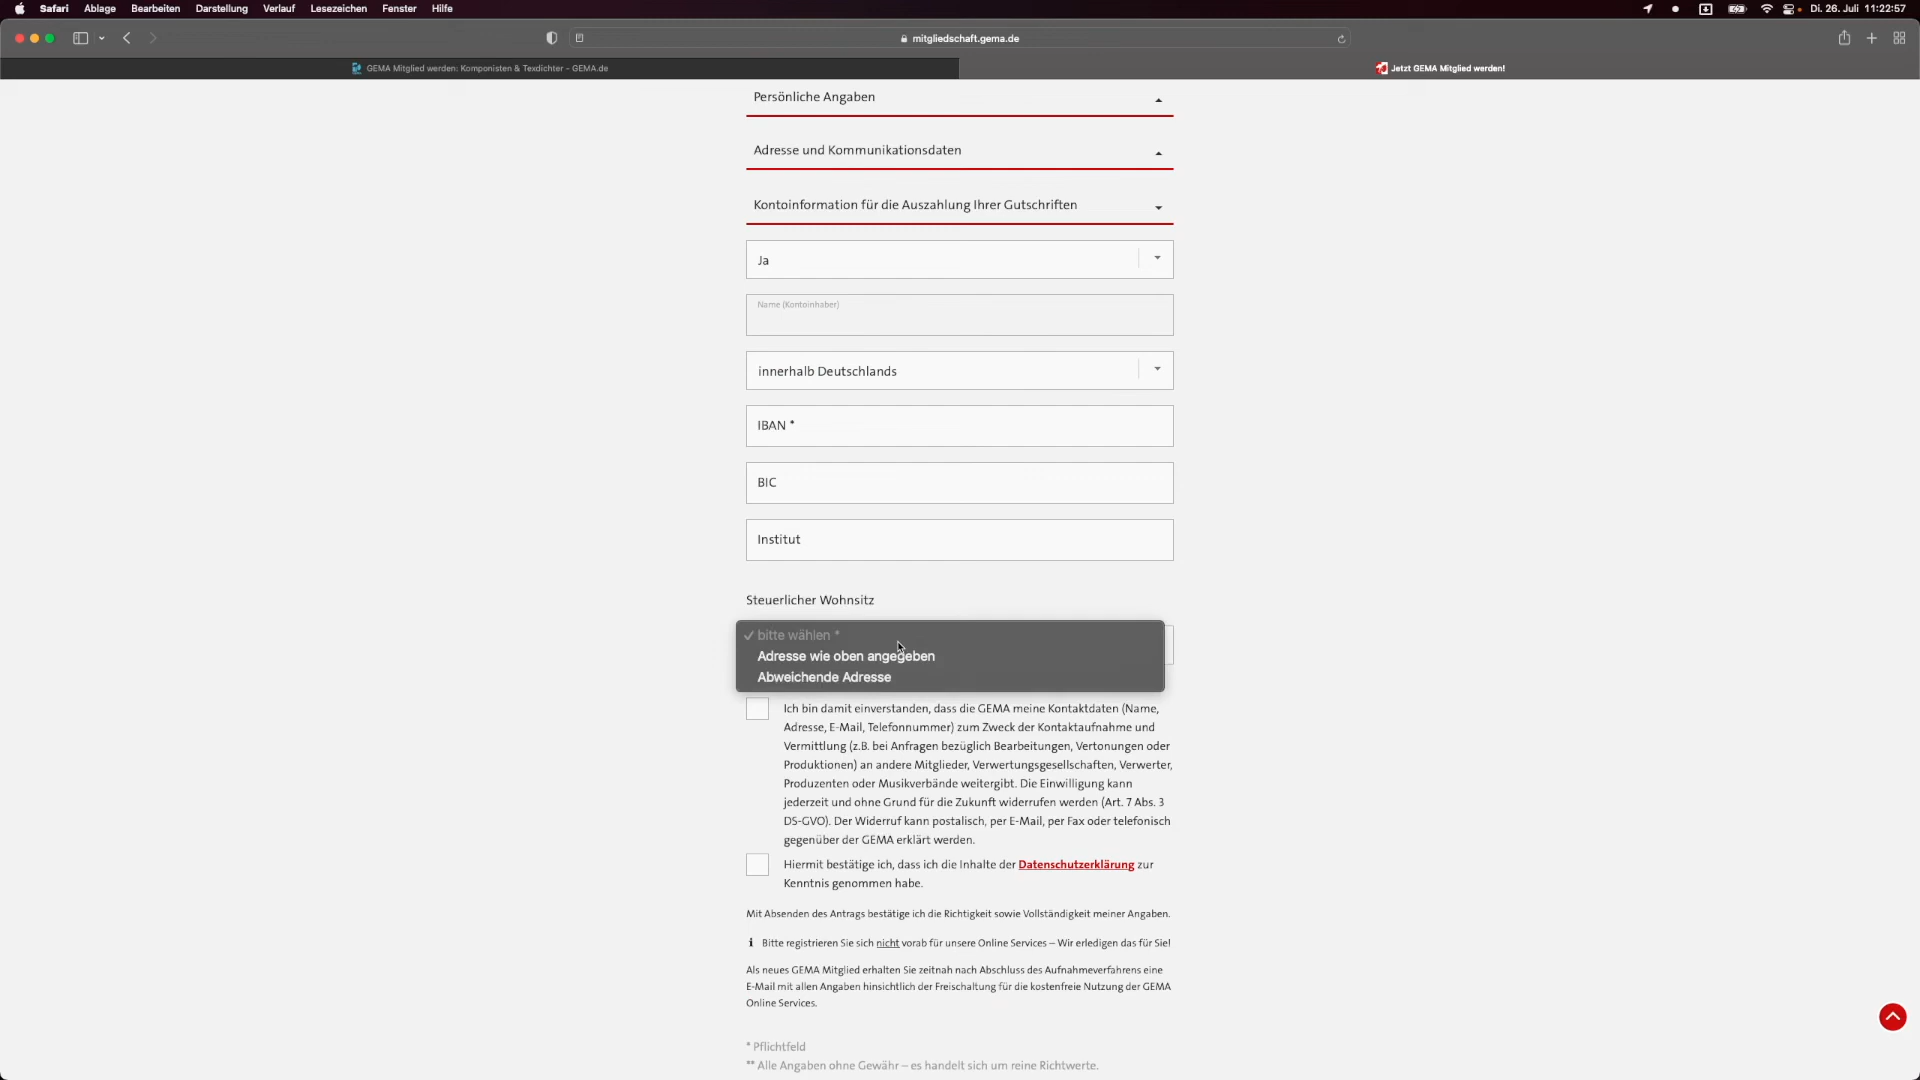 Safari Ablage Bearbeiten Darstellung Verlauf Lesezeichen Fenster Hilfe Di. 26. Juli 11:22:57
mitgliedschaft.gema.de
GEMA Mitglied werden: Komponisten & Texdichter – GEMA.de Jetzt GEMA Mitglied werden!
Persönliche Angaben
Adresse und Kommunikationsdaten
Kontoinformation für die Auszahlung Ihrer Gutschriften
Ja
Name (Kontoinhaber)
innerhalb Deutschlands
IBAN *
BIC
Institut
Steuerlicher Wohnsitz
✓ bitte wählen *
Adresse wie oben angegeben
Abweichende Adresse
Ich bin damit einverstanden, dass die GEMA meine Kontaktdaten (Name,
Adresse, E-Mail, Telefonnummer) zum Zweck der Kontaktaufnahme und
Vermittlung (z.B. bei Anfragen bezüglich Bearbeitungen, Vertonungen oder
Produktionen) an andere Mitglieder, Verwertungsgesellschaften, Verwerter,
Produzenten oder Musikverbände weitergibt. Die Einwilligung kann
jederzeit und ohne Grund für die Zukunft widerrufen werden (Art. 7 Abs. 3
DS-GVO). Der Widerruf kann postalisch, per E-Mail, per Fax oder telefonisch
gegenüber der GEMA erklärt werden.
Hiermit bestätige ich, dass ich die Inhalte der Datenschutzerklärung zur
Kenntnis genommen habe.
Mit Absenden des Antrags bestätige ich die Richtigkeit sowie Vollständigkeit meiner Angaben.
i Bitte registrieren Sie sich nicht vorab für unsere Online Services – Wir erledigen das für Sie!
Als neues GEMA Mitglied erhalten Sie zeitnah nach Abschluss des Aufnahmeverfahrens eine
E-Mail mit allen Angaben hinsichtlich der Freischaltung für die kostenfreie Nutzung der GEMA
Online Services.
* Pflichtfeld
** Alle Angaben ohne Gewähr – es handelt sich um reine Richtwerte.